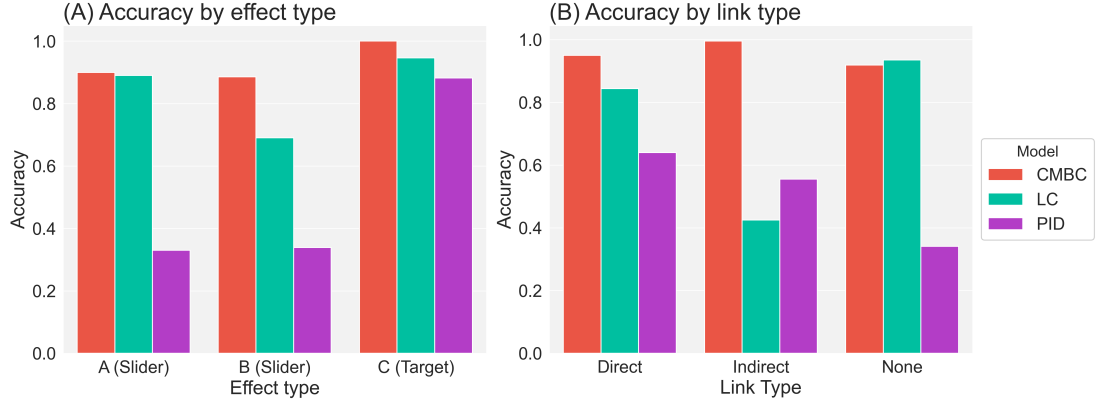 (A) Accuracy by effect type
1.0
0.8
0.6
0.4
0.2
0.0
Accuracy
A (Slider)
B (Slider)
C (Target)
Effect type
(B) Accuracy by link type
1.0
0.8
0.6
0.4
0.2
0.0
Accuracy
Direct
Indirect
None
Link Type
Model
CMBC
LC
PID